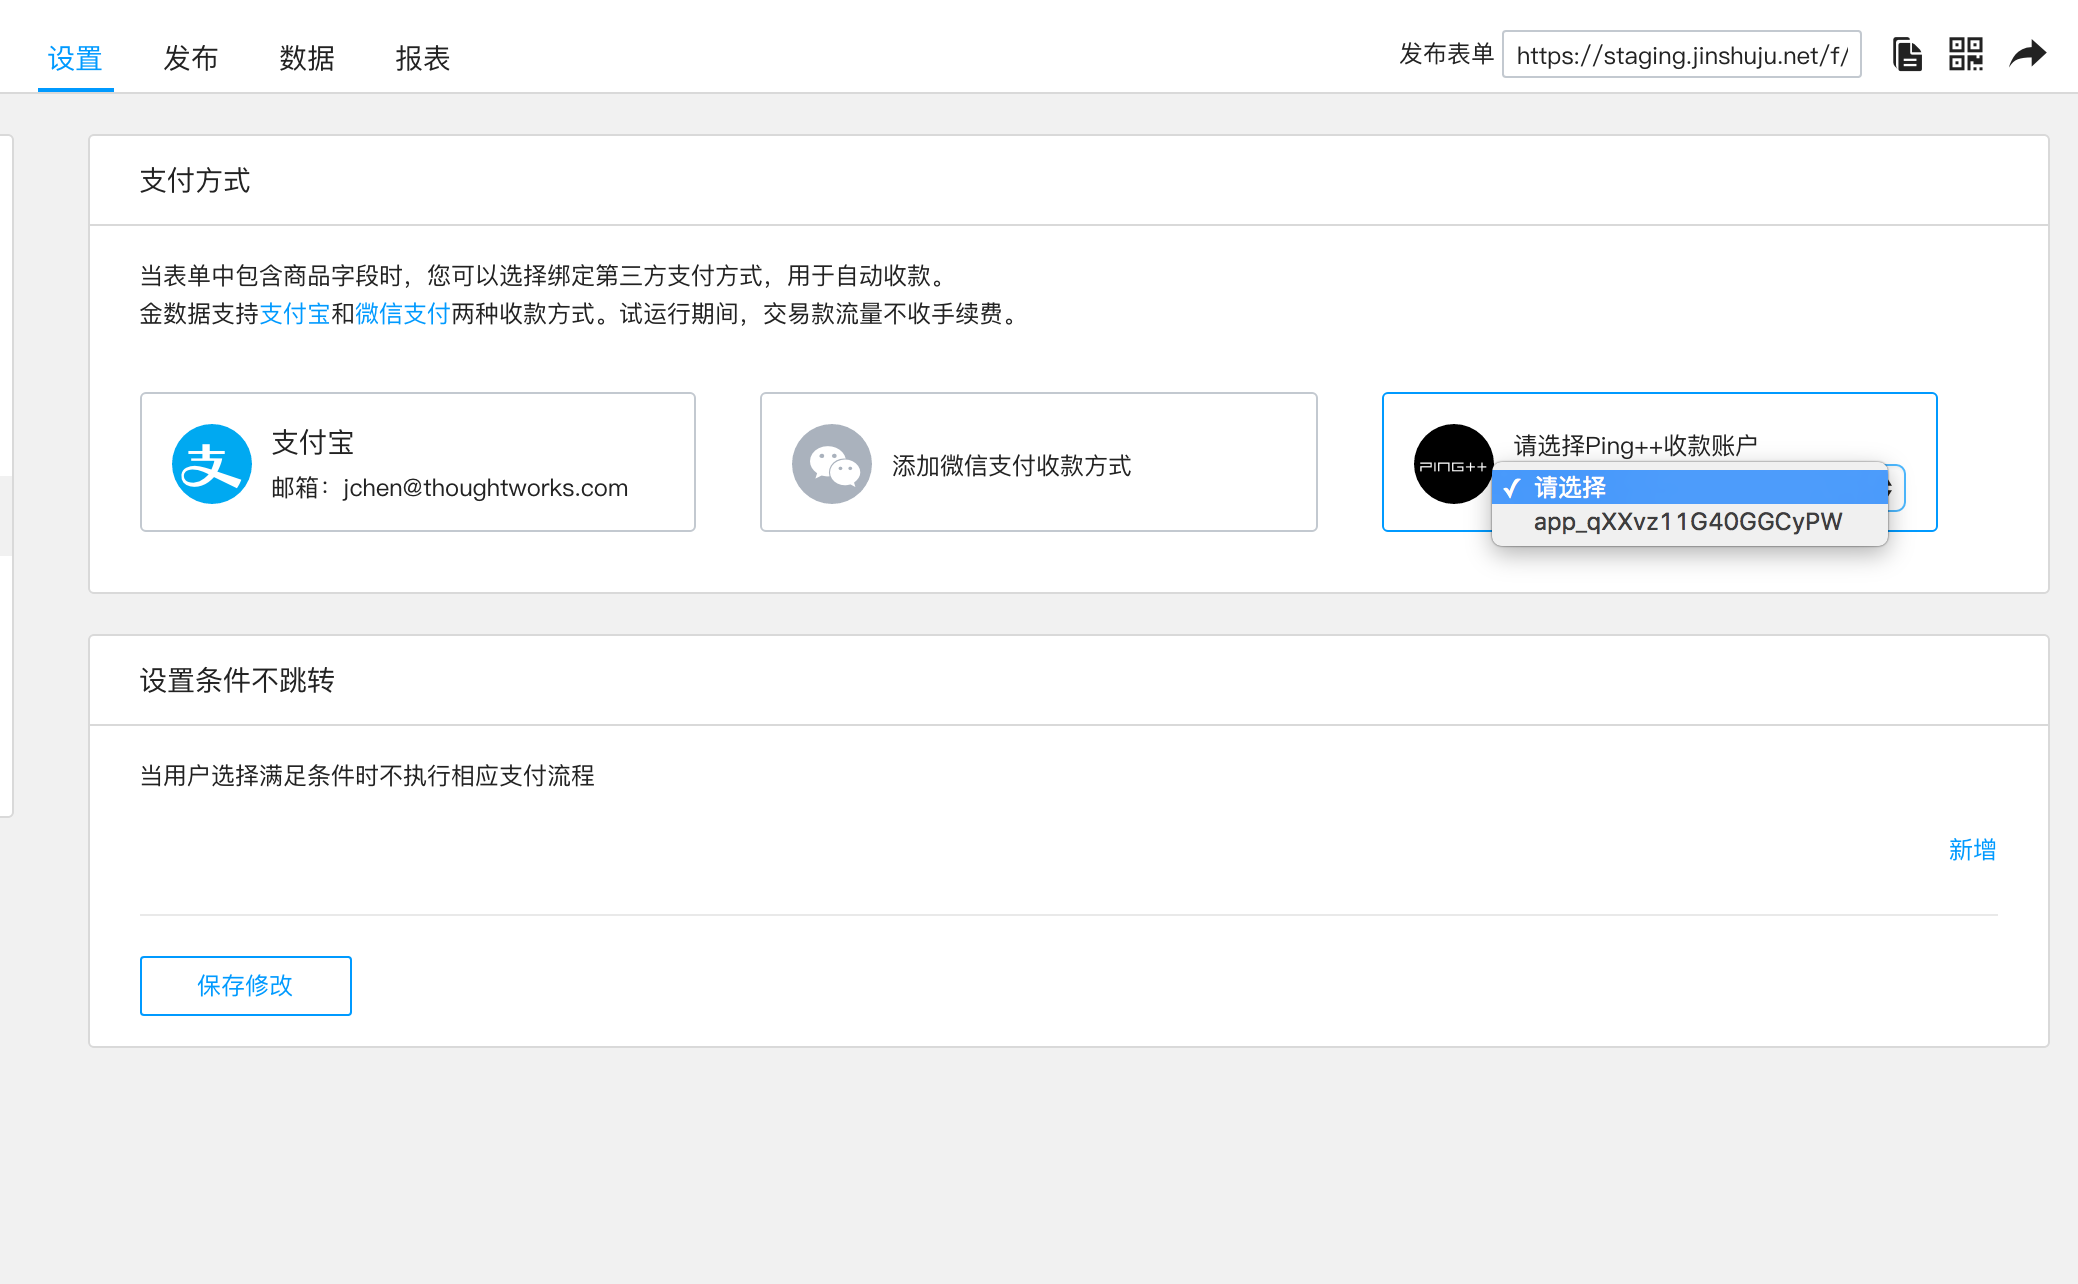 设置 发布 数据 报表 发布表单 https://staging.jinshuju.net/f/
支付方式
当表单中包含商品字段时，您可以选择绑定第三方支付方式，用于自动收款。
金数据支持支付宝和微信支付两种收款方式。试运行期间，交易款流量不收手续费。
支
支付宝
邮箱：jchen@thoughtworks.com
添加微信支付收款方式
PING++
请选择Ping++收款账户
✓ 请选择
app_qXXvz11G40GGCyPW
设置条件不跳转
当用户选择满足条件时不执行相应支付流程
新增
保存修改